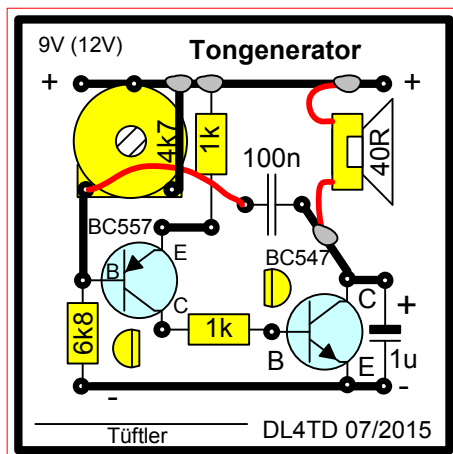 9V (12V)
Tongenerator
+
+
4k7
1k
40R
100n
BC557
BC547
E
B
C
C
+
6k8
1k
B
E
1u
-
-
Tüftler
DL4TD 07/2015